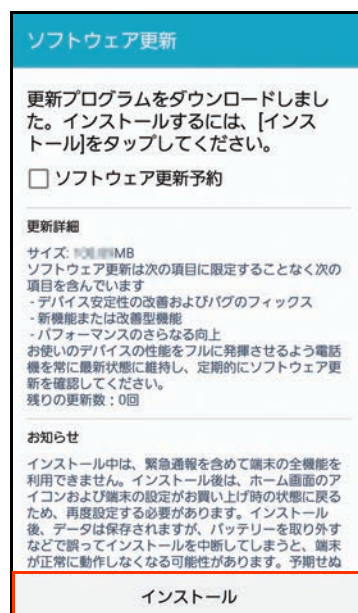 ソフトウェア更新
更新プログラムをダウンロードしまし
た。インストールするには、[インス
トール]をタップしてください。
ソフトウェア更新予約
更新詳細
サイズ: MB
ソフトウェア更新は次の項目に限定することなく次の
項目を含んでいます
- デバイス安定性の改善およびバグのフィックス
- 新機能または改善型機能
- パフォーマンスのさらなる向上
お使いのデバイスの性能をフルに発揮させるよう電話
機を常に最新状態に維持し、定期的にソフトウェア更
新を確認してください。
残りの更新数：0回
お知らせ
インストール中は、緊急通報を含めて端末の全機能を
利用できません。インストール後は、ホーム画面のア
イコンおよび端末の設定がお買い上げ時の状態に戻る
ため、再度設定する必要があります。インストール
後、データは保存されますが、バッテリーを取り外す
などで誤ってインストールを中断してしまうと、端末
が正常に動作しなくなる可能性があります。予期せぬ
インストール